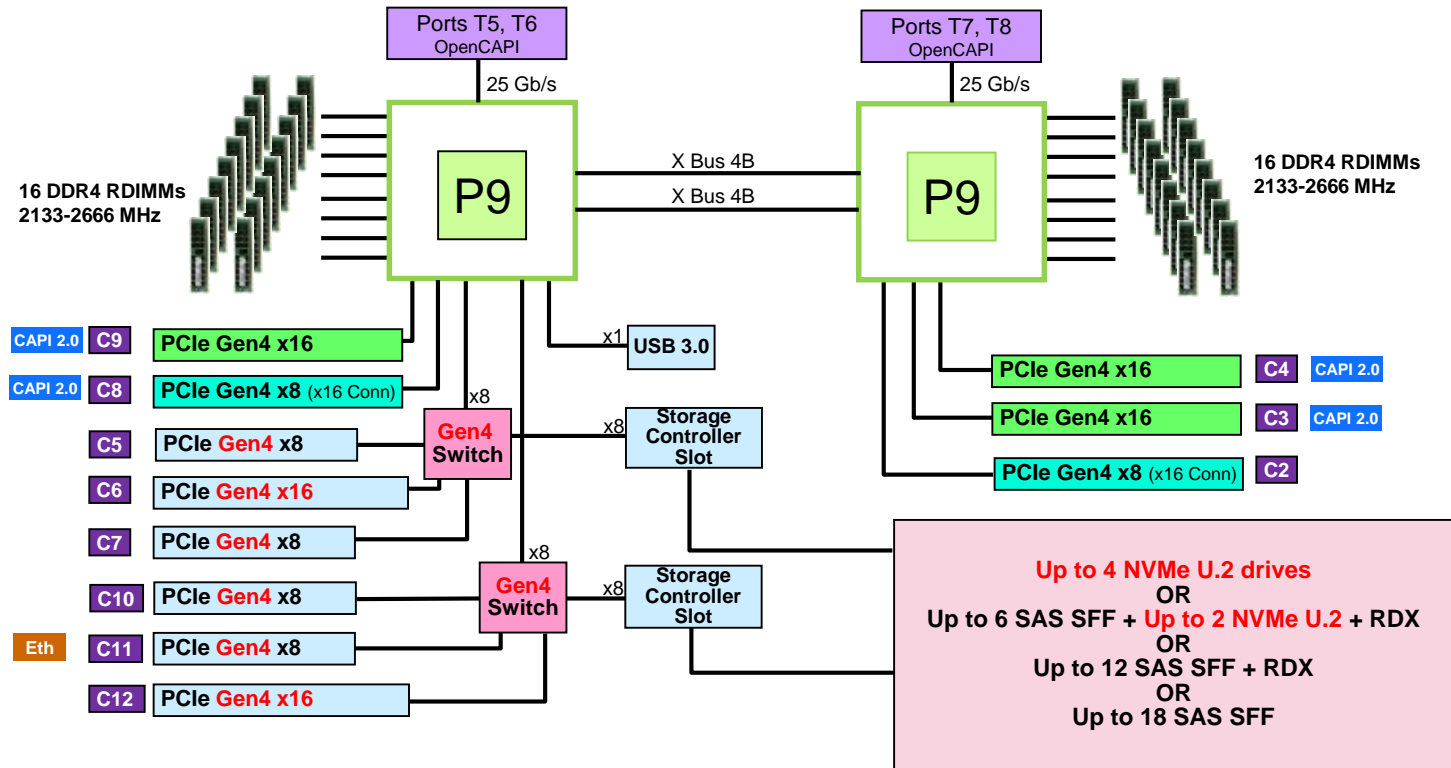 Ports T5, T6
OpenCAPI
Ports T7, T8
OpenCAPI
25 Gb/s
25 Gb/s
16 DDR4 RDIMMs
2133-2666 MHz
P9
X Bus 4B
X Bus 4B
P9
16 DDR4 RDIMMs
2133-2666 MHz
CAPI 2.0 C9 PCIe Gen4 x16
x1 USB 3.0
CAPI 2.0 C8 PCIe Gen4 x8 (x16 Conn)
x8
C5 PCIe Gen4 x8
Gen4
Switch
x8
Storage
Controller
Slot
C6 PCIe Gen4 x16
C7 PCIe Gen4 x8
x8
C10 PCIe Gen4 x8
Gen4
Switch
x8
Storage
Controller
Slot
Eth C11 PCIe Gen4 x8
C12 PCIe Gen4 x16
PCIe Gen4 x16 C4 CAPI 2.0
PCIe Gen4 x16 C3 CAPI 2.0
PCIe Gen4 x8 (x16 Conn) C2
Up to 4 NVMe U.2 drives
OR
Up to 6 SAS SFF + Up to 2 NVMe U.2 + RDX
OR
Up to 12 SAS SFF + RDX
OR
Up to 18 SAS SFF